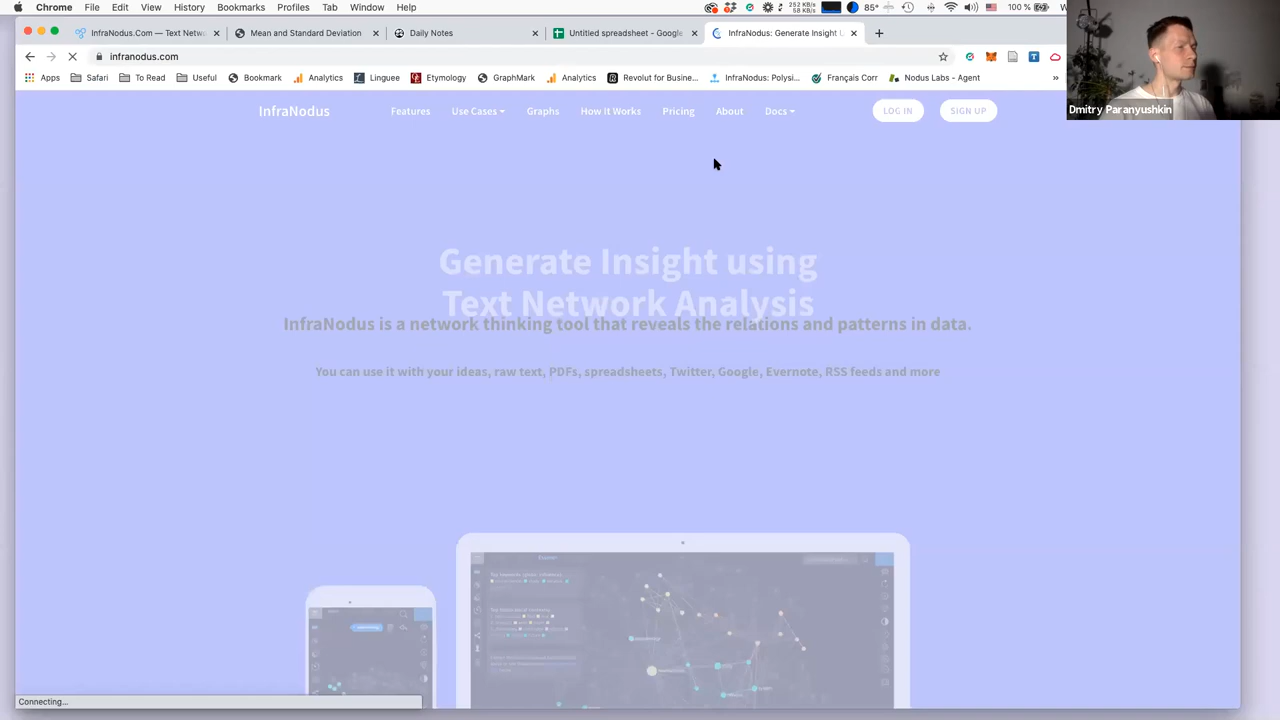 Chrome File Edit View History Bookmarks Profiles Tab Window Help 252 KB/s 58 KB/s 85° 100 %
InfraNodus.Com — Text Netw Mean and Standard Deviation Daily Notes Untitled spreadsheet - Google InfraNodus: Generate Insight U
infranodus.com
Apps Safari To Read Useful Bookmark Analytics Linguee Etymology GraphMark Analytics Revolut for Busine... InfraNodus: Polysi... Français Corr Nodus Labs - Agent »
Dmitry Paranyushkin
InfraNodus Features Use Cases Graphs How it Works Pricing About Docs LOG IN SIGN UP
Generate Insight using
Text Network Analysis
InfraNodus is a network thinking tool that reveals the relations and patterns in data.
You can use it with your ideas, raw text, PDFs, spreadsheets, Twitter, Google, Evernote, RSS feeds and more
Connecting...